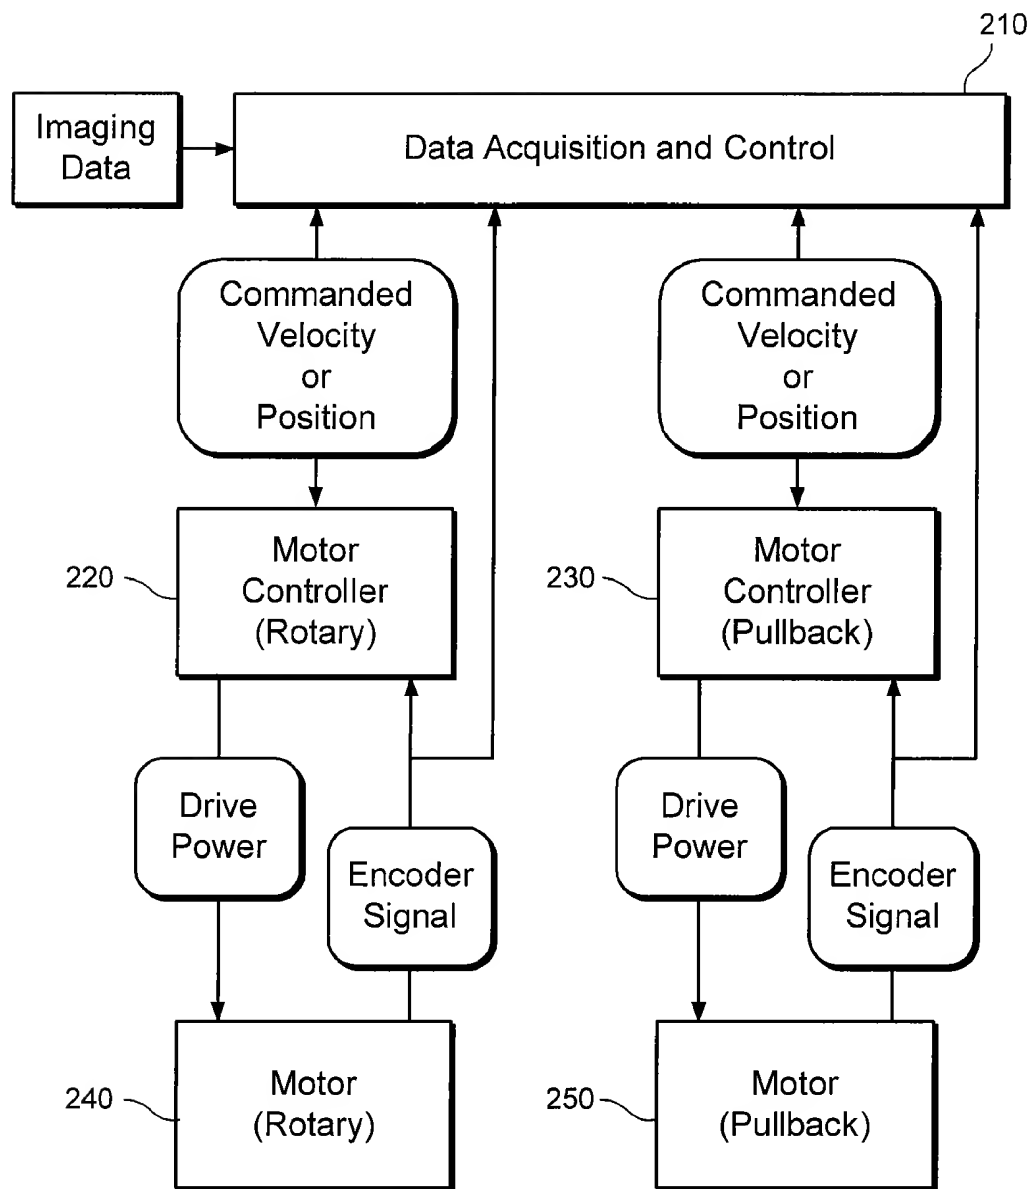 210
Imaging
Data
Data Acquisition and Control
Commanded
Velocity
or
Position
Commanded
Velocity
or
Position
220
Motor
Controller
(Rotary)
230
Motor
Controller
(Pullback)
Drive
Power
Encoder
Signal
Drive
Power
Encoder
Signal
240
Motor
(Rotary)
250
Motor
(Pullback)